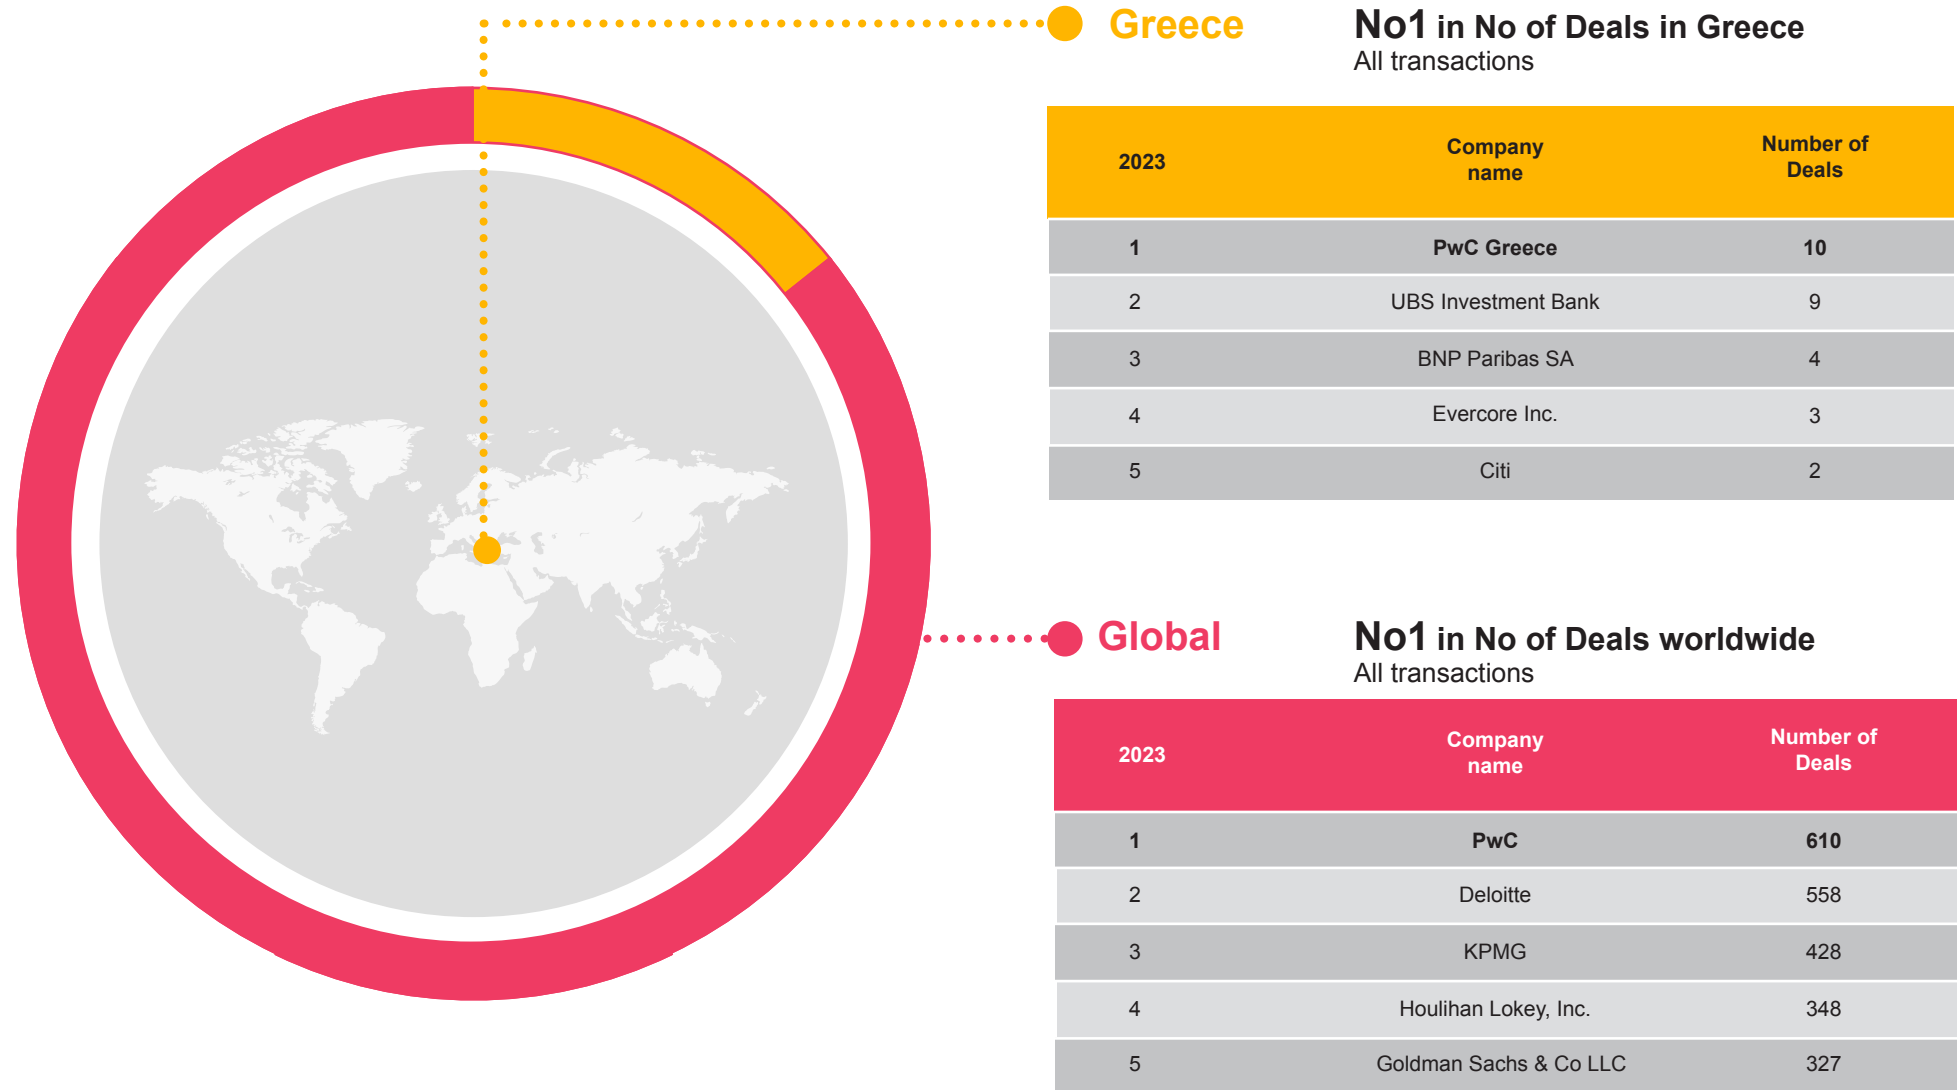 Greece
No1 in No of Deals in Greece
All transactions
2023 Company name Number of Deals
1 PwC Greece 10
2 UBS Investment Bank 9
3 BNP Paribas SA 4
4 Evercore Inc. 3
5 Citi 2
Global
No1 in No of Deals worldwide
All transactions
2023 Company name Number of Deals
1 PwC 610
2 Deloitte 558
3 KPMG 428
4 Houlihan Lokey, Inc. 348
5 Goldman Sachs & Co LLC 327